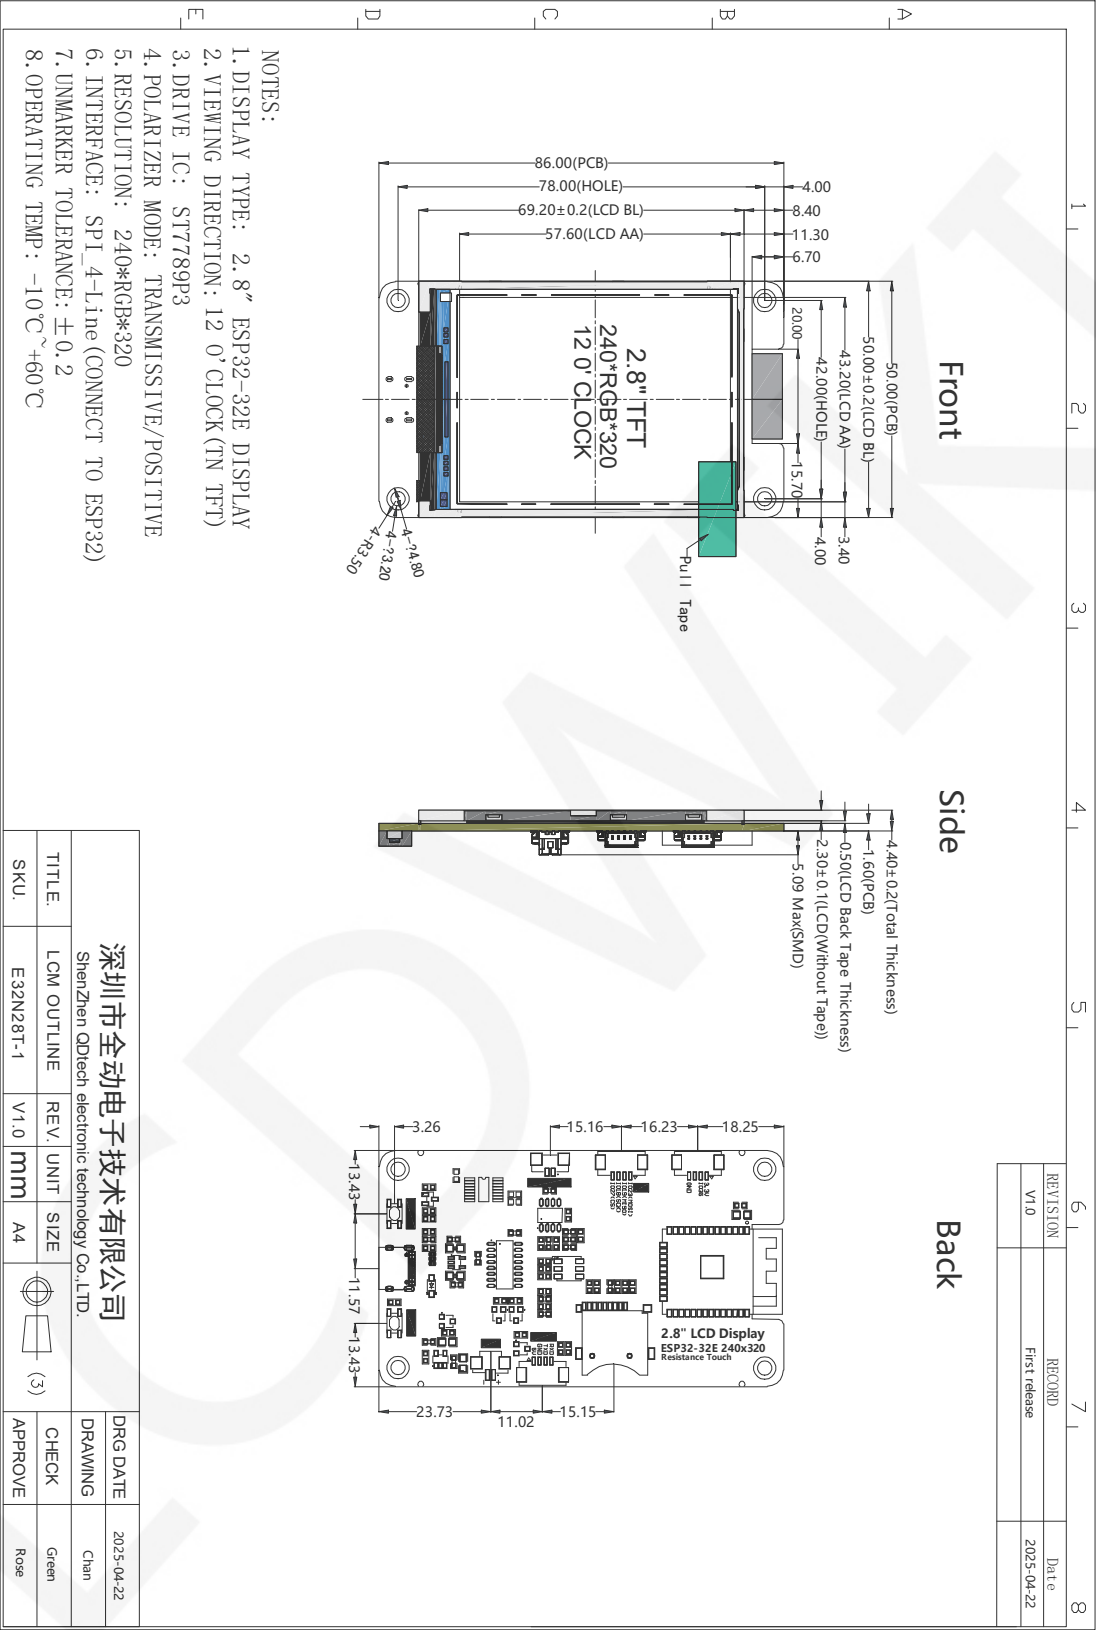 1
2
3
4
5
6
7
8
A
B
C
D
E
REVISION
RECORD
Date
V1.0
First release
2025-04-22
Front
Side
Back
50.00(PCB)
50.00±0.2(LCD BL)
43.20(LCD AA)
3.40
42.00(HOLE)
4.00
20.00
15.70
86.00(PCB)
78.00(HOLE)
4.00
69.20±0.2(LCD BL)
8.40
57.60(LCD AA)
11.30
6.70
2.8" TFT
240*RGB*320
12 O' CLOCK
Pull Tape
4-?4.80
4-?3.20
4-R3.50
4.40±0.2(Total Thickness)
1.60(PCB)
0.50(LCD Back Tape Thickness)
2.30±0.1(LCD(Without Tape))
5.09 Max(SMD)
18.25
16.23
15.16
3.26
13.43
11.57
13.43
23.73
11.02
15.15
3.3V
GND
2.8" LCD Display
ESP32-32E 240x320
Resistance Touch
NOTES:
1. DISPLAY TYPE: 2.8″ ESP32-32E DISPLAY
2. VIEWING DIRECTION: 12 O'CLOCK(TN TFT)
3. DRIVE IC: ST7789P3
4. POLARIZER MODE: TRANSMISSIVE/POSITIVE
5. RESOLUTION: 240*RGB*320
6. INTERFACE: SPI_4-Line(CONNECT TO ESP32)
7. UNMARKER TOLERANCE: ±0.2
8. OPERATING TEMP: -10℃~+60℃
深圳市全动电子技术有限公司
ShenZhen QDtech electronic technology Co.,LTD.
TITLE.
LCM OUTLINE
REV.
UNIT
SIZE
SKU.
E32N28T-1
V1.0
mm
A4
(3)
DRG DATE
2025-04-22
DRAWING
Chan
CHECK
Green
APPROVE
Rose
LCDWIKI